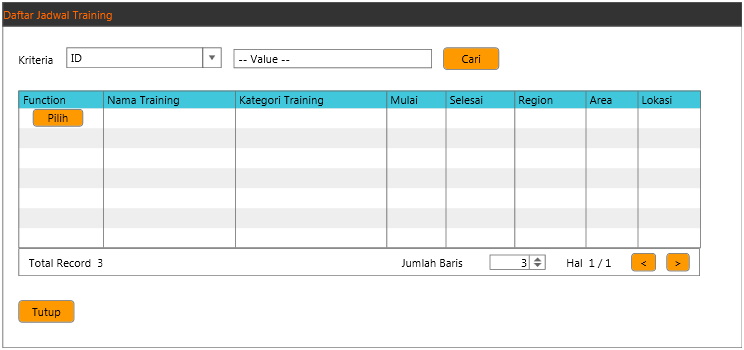 Daftar Jadwal Training
Kriteria ID -- Value -- Cari
Function Nama Training Kategori Training Mulai Selesai Region Area Lokasi
Pilih
Total Record 3 Jumlah Baris 3 Hal 1 / 1 < >
Tutup